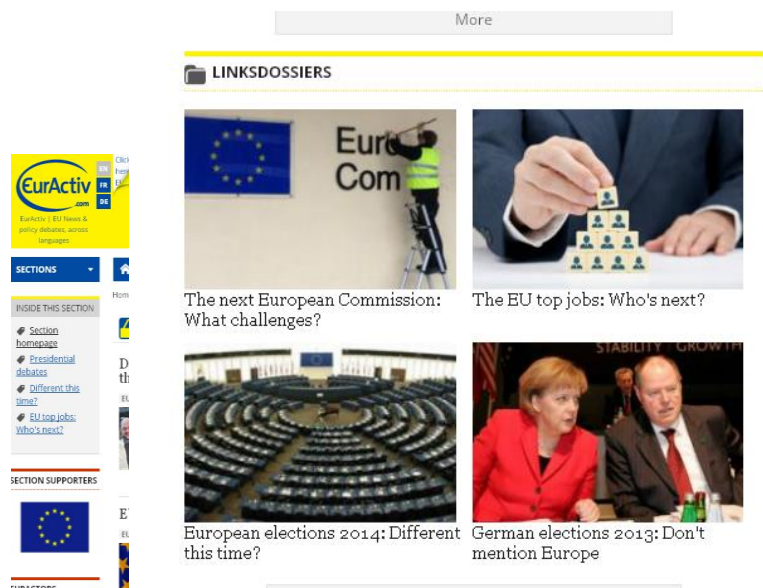 More
LINKSDOSSIERS
Euro
Com
The next European Commission:
What challenges?
The EU top jobs: Who's next?
STABILITY GROWTH
European elections 2014: Different
this time?
German elections 2013: Don't
mention Europe
EurActiv
.com
EN
FR
DE
EurActiv | EU News &
policy debates, across
languages
SECTIONS
Hom
INSIDE THIS SECTION
Section
homepage
Presidential
debates
Different this
time?
EU top jobs:
Who's next?
SECTION SUPPORTERS